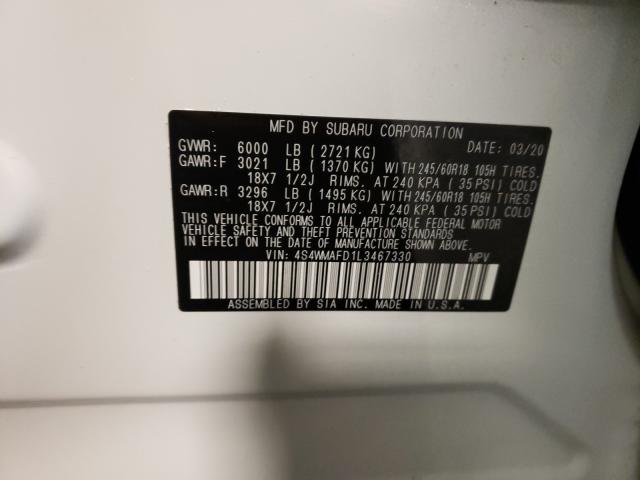 MFD BY SUBARU CORPORATION
GVWR: 6000 LB ( 2721 KG) DATE: 03/20
GAWR:F 3021 LB ( 1370 KG) WITH 245/60R18 105H TIRES.
18X7 1/2J RIMS. AT 240 KPA ( 35 PSI) COLD
GAWR:R 3296 LB ( 1495 KG) WITH 245/60R18 105H TIRES.
18X7 1/2J RIMS. AT 240 KPA ( 35 PSI) COLD
THIS VEHICLE CONFORMS TO ALL APPLICABLE FEDERAL MOTOR
VEHICLE SAFETY AND THEFT PREVENTION STANDARDS
IN EFFECT ON THE DATE OF MANUFACTURE SHOWN ABOVE.
VIN: 4S4WMAFD1L3467330 MPV
ASSEMBLED BY SIA INC. MADE IN U.S.A.